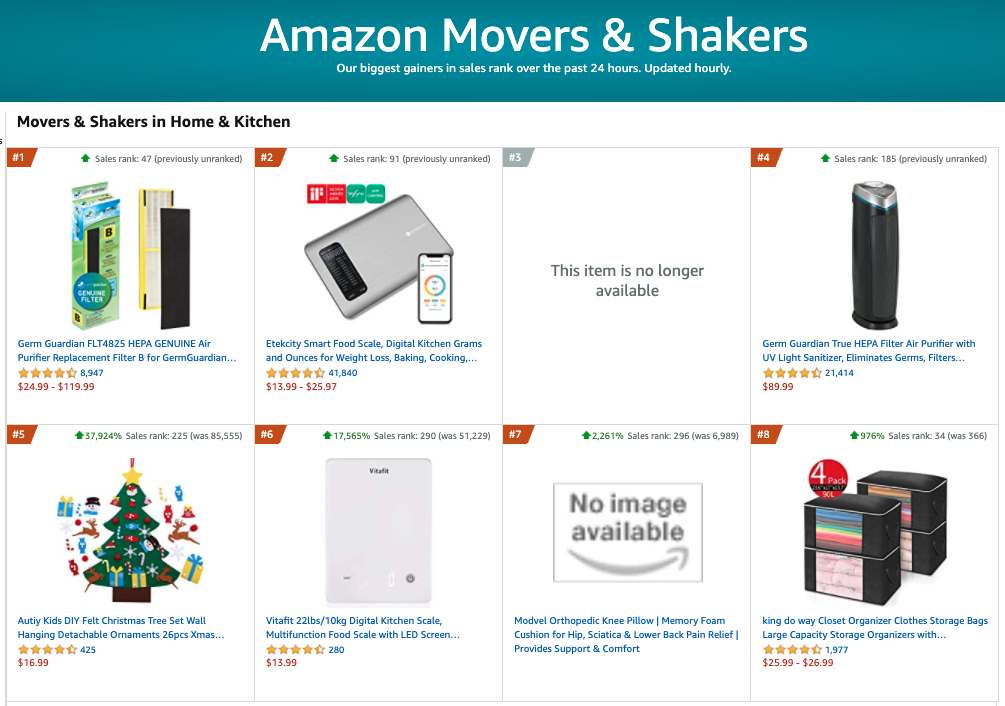 Amazon Movers & Shakers
Our biggest gainers in sales rank over the past 24 hours. Updated hourly.
Movers & Shakers in Home & Kitchen
#1
Sales rank: 47 (previously unranked)
B
GENUINE
FILTER
Germ Guardian FLT4825 HEPA GENUINE Air
Purifier Replacement Filter B for GermGuardian…
8,947
$24.99 - $119.99
#2
Sales rank: 91 (previously unranked)
DESIGN
AWARD
Etekcity Smart Food Scale, Digital Kitchen Grams
and Ounces for Weight Loss, Baking, Cooking,…
41,840
$13.99 - $25.97
#3
This item is no longer
available
#4
Sales rank: 185 (previously unranked)
Germ Guardian True HEPA Filter Air Purifier with
UV Light Sanitizer, Eliminates Germs, Filters…
21,414
$89.99
#5
37,924% Sales rank: 225 (was 85,555)
Autiy Kids DIY Felt Christmas Tree Set Wall
Hanging Detachable Ornaments 26pcs Xmas…
425
$16.99
#6
17,565% Sales rank: 290 (was 51,229)
Vitafit
Vitafit 22lbs/10kg Digital Kitchen Scale,
Multifunction Food Scale with LED Screen…
280
$13.99
#7
2,261% Sales rank: 296 (was 6,989)
No image
available
Modvel Orthopedic Knee Pillow | Memory Foam
Cushion for Hip, Sciatica & Lower Back Pain Relief |
Provides Support & Comfort
#8
976% Sales rank: 34 (was 366)
4
Pack
90L
king do way Closet Organizer Clothes Storage Bags
Large Capacity Storage Organizers with…
1,977
$25.99 - $26.99